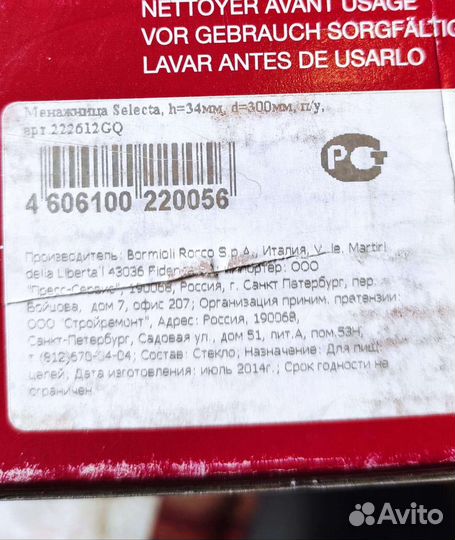 NETTOYER AVANT USAGE
VOR GEBRAUCH SORGFÄLTIG
LAVAR ANTES DE USARLO
Менажница Selecta, h=34мм, d=300мм, п/у,
арт.222612GQ
РСТ
4 606100 220056
Производитель: Bormioli Rocco S.p.A., Италия, V. le. Martiri
della Liberta'1 43036 Fidenza Импортер: ООО
"Пресс-Сервис", 190068, Россия, г. Санкт Петербург, пер.
Бойцова, дом 7, офис 207; Организация приним. претензии:
ООО "Стройремонт", Адрес: Россия, 190068,
Санкт-Петербург, Садовая ул., дом 51, лит.А, пом.53Н,
т (812)670-04-04; Состав: Стекло; Назначение: Для пищ.
целей; Дата изготовления: июль 2014г.; Срок годности не
ограничен
Avito